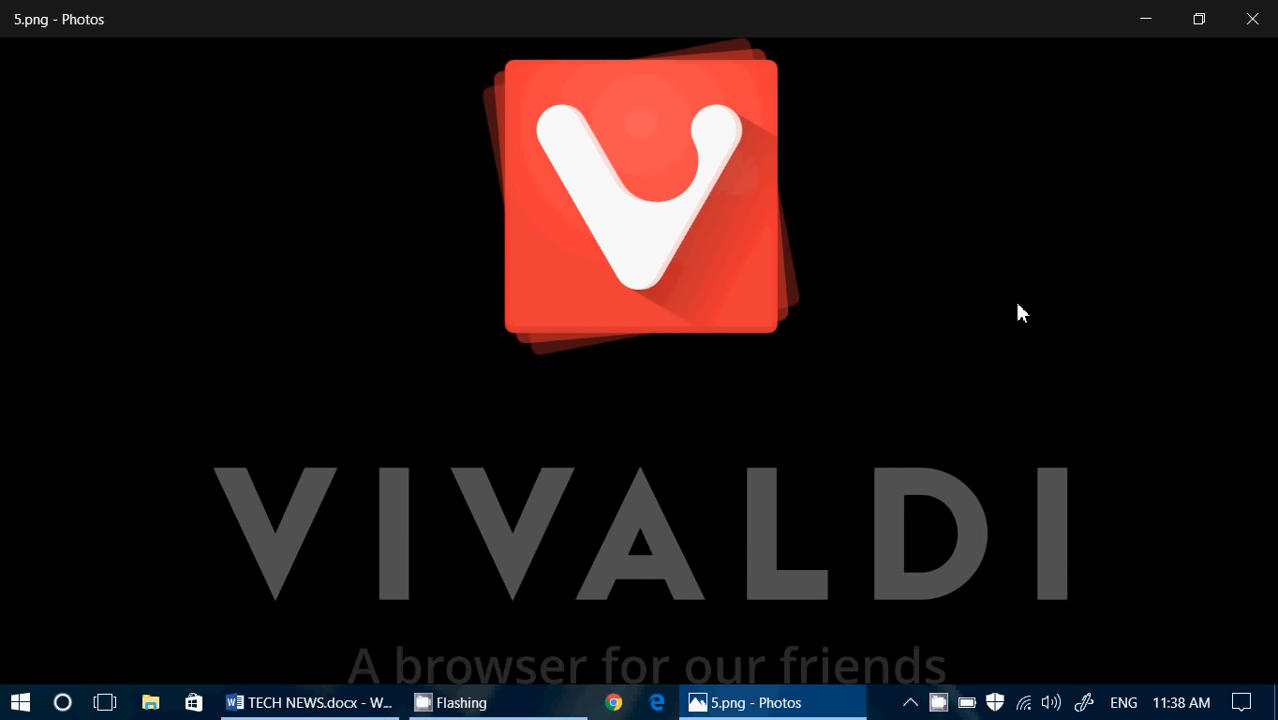 5.png - Photos
VIVALDI
A browser for our friends
TECH NEWS.docx - W...
Flashing
5.png - Photos
ENG
11:38 AM